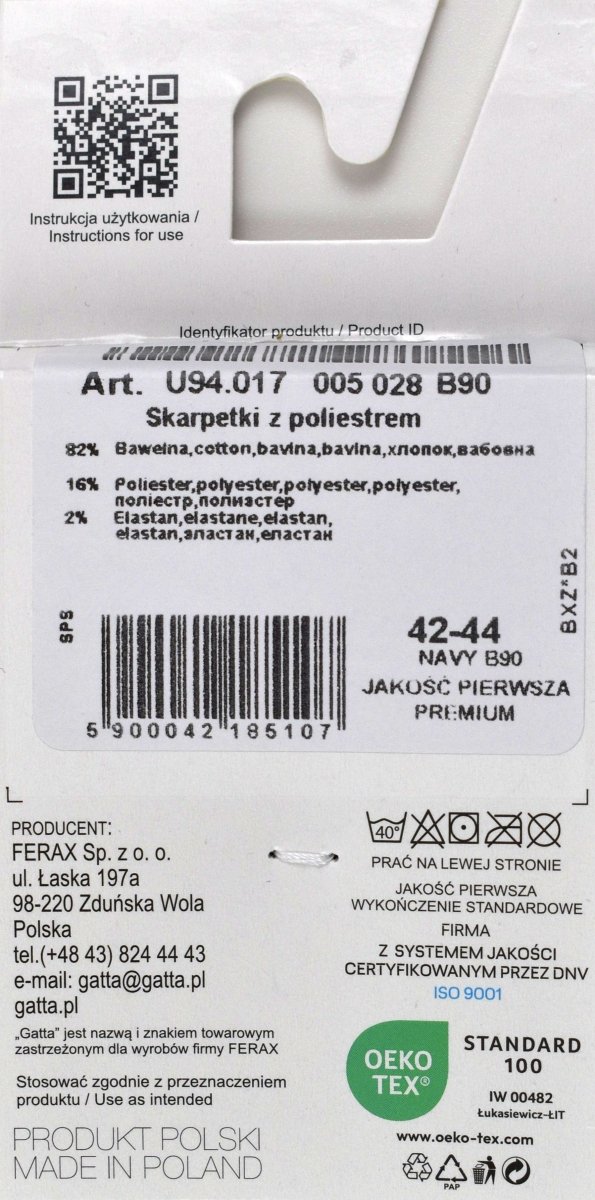 Instrukcja użytkowania /
Instructions for use
Identyfikator produktu / Product ID
Art. U94.017 005 028 B90
Skarpetki z poliestrem
82% Bawełna,cotton,bavlna,bavlna,хлопок,бавовна
16% Poliester,polyester,polyester,polyester,
поліестр,полиэстер
2% Elastan,elastane,elastan,
elastan,эластан,еластан
BXZ*B2
SPS
42-44
NAVY B90
JAKOŚĆ PIERWSZA
PREMIUM
5 900042 185107
PRODUCENT:
FERAX Sp. z o. o.
ul. Łaska 197a
98-220 Zduńska Wola
Polska
tel.(+48 43) 824 44 43
e-mail: gatta@gatta.pl
gatta.pl
„Gatta" jest nazwą i znakiem towarowym
zastrzeżonym dla wyrobów firmy FERAX
Stosować zgodnie z przeznaczeniem
produktu / Use as intended
PRODUKT POLSKI
MADE IN POLAND
40°
PRAĆ NA LEWEJ STRONIE
JAKOŚĆ PIERWSZA
WYKOŃCZENIE STANDARDOWE
FIRMA
Z SYSTEMEM JAKOŚCI
CERTYFIKOWANYM PRZEZ DNV
ISO 9001
OEKO
TEX®
STANDARD
100
IW 00482
Łukasiewicz-ŁIT
www.oeko-tex.com
PAP